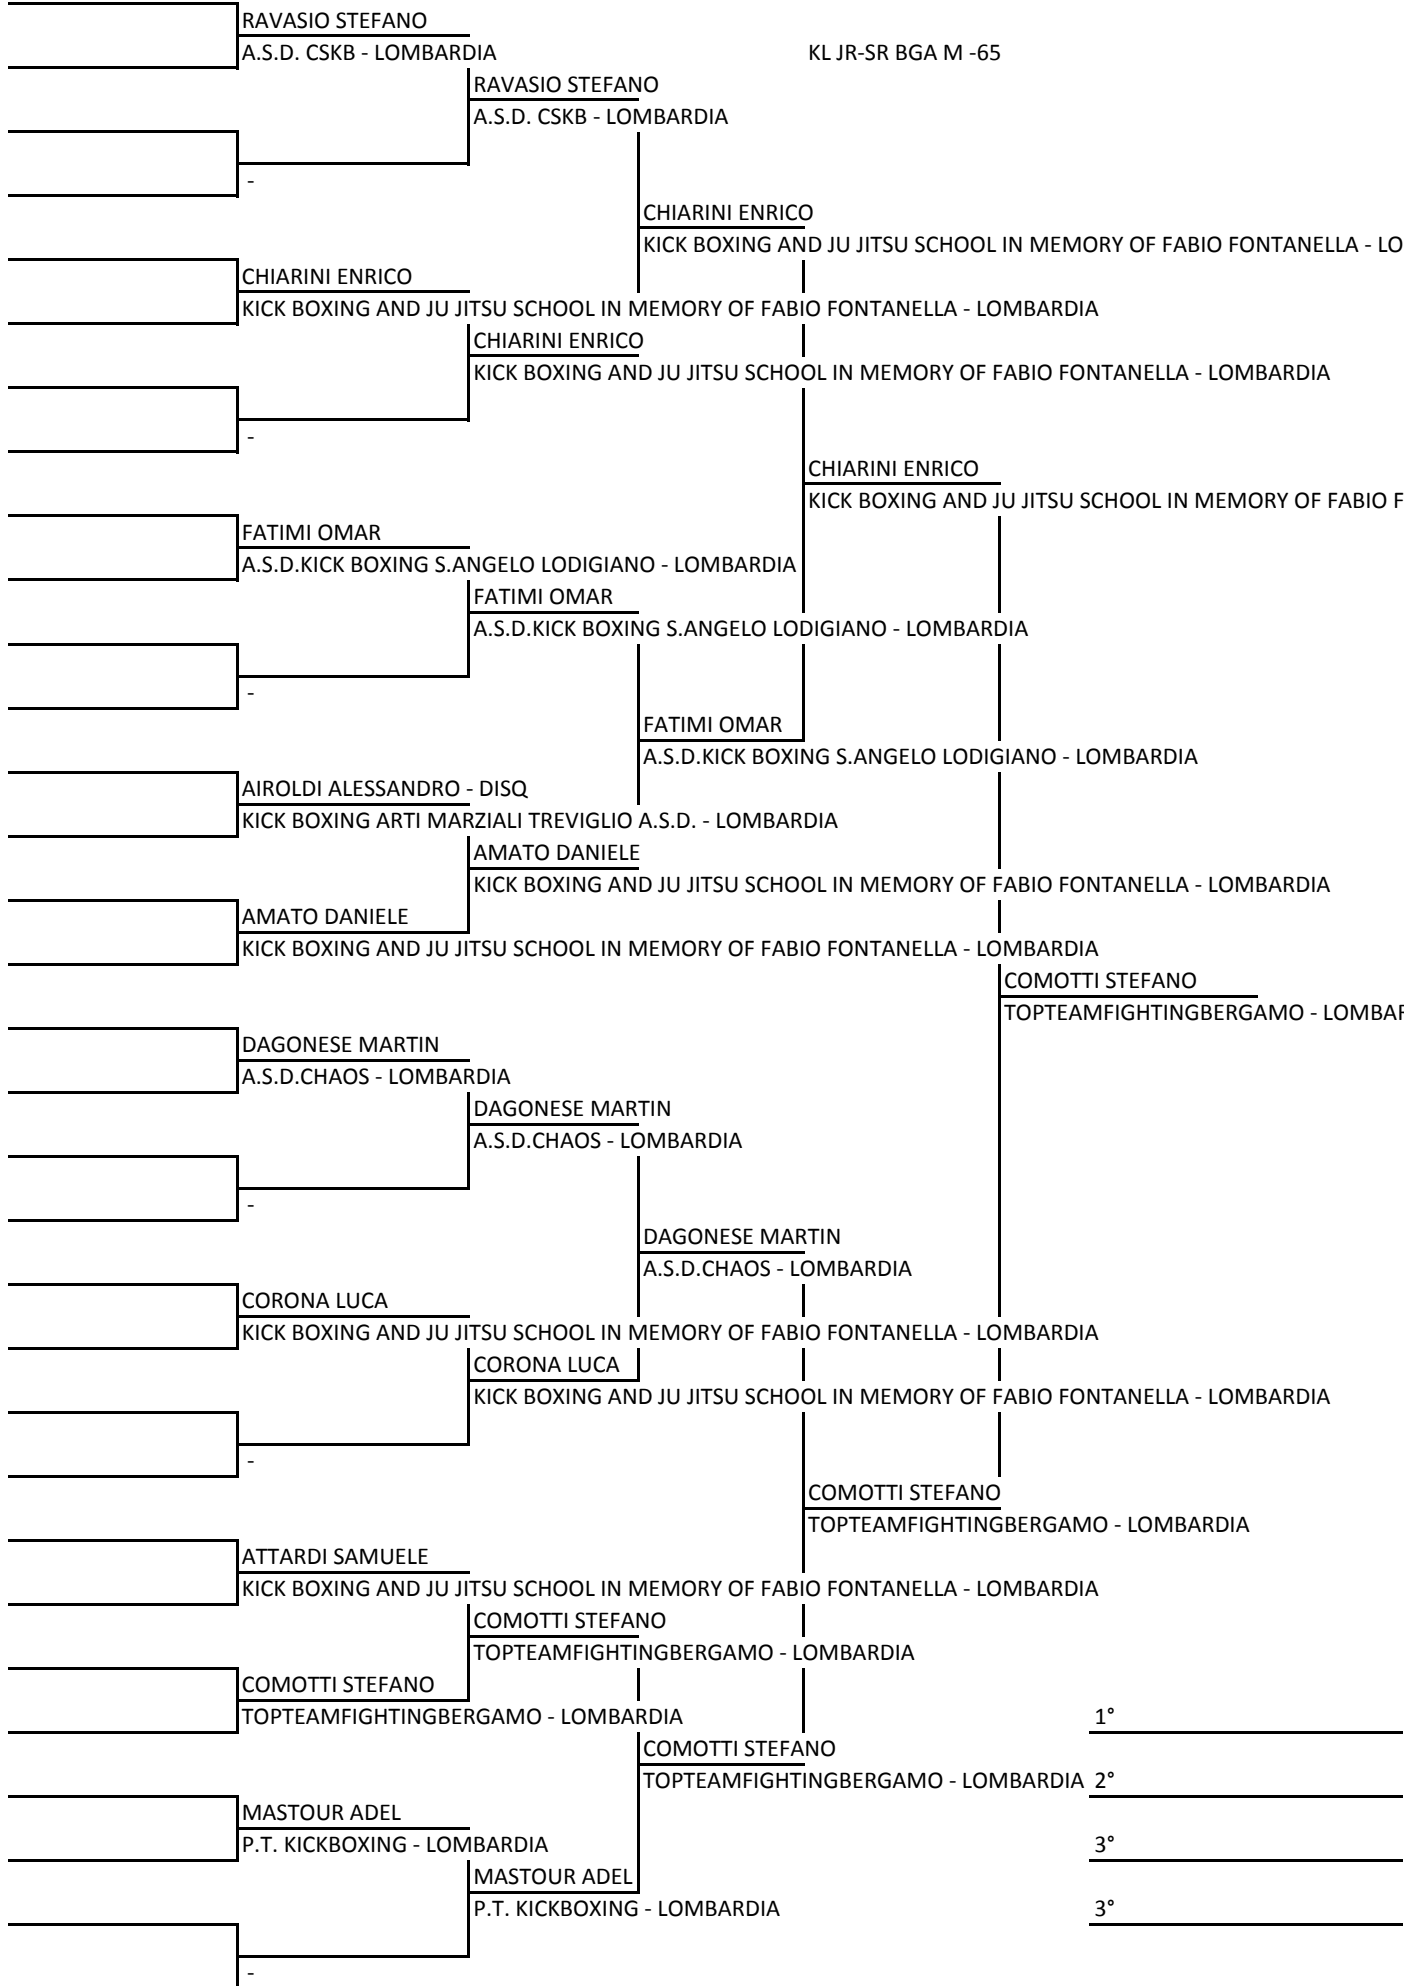 RAVASIO STEFANO
A.S.D. CSKB - LOMBARDIA
KL JR-SR BGA M -65
RAVASIO STEFANO
A.S.D. CSKB - LOMBARDIA
-
CHIARINI ENRICO
KICK BOXING AND JU JITSU SCHOOL IN MEMORY OF FABIO FONTANELLA - LO
CHIARINI ENRICO
KICK BOXING AND JU JITSU SCHOOL IN MEMORY OF FABIO FONTANELLA - LOMBARDIA
CHIARINI ENRICO
KICK BOXING AND JU JITSU SCHOOL IN MEMORY OF FABIO FONTANELLA - LOMBARDIA
-
CHIARINI ENRICO
KICK BOXING AND JU JITSU SCHOOL IN MEMORY OF FABIO F
FATIMI OMAR
A.S.D.KICK BOXING S.ANGELO LODIGIANO - LOMBARDIA
FATIMI OMAR
A.S.D.KICK BOXING S.ANGELO LODIGIANO - LOMBARDIA
-
FATIMI OMAR
A.S.D.KICK BOXING S.ANGELO LODIGIANO - LOMBARDIA
AIROLDI ALESSANDRO - DISQ
KICK BOXING ARTI MARZIALI TREVIGLIO A.S.D. - LOMBARDIA
AMATO DANIELE
KICK BOXING AND JU JITSU SCHOOL IN MEMORY OF FABIO FONTANELLA - LOMBARDIA
AMATO DANIELE
KICK BOXING AND JU JITSU SCHOOL IN MEMORY OF FABIO FONTANELLA - LOMBARDIA
COMOTTI STEFANO
TOPTEAMFIGHTINGBERGAMO - LOMBAR
DAGONESE MARTIN
A.S.D.CHAOS - LOMBARDIA
DAGONESE MARTIN
A.S.D.CHAOS - LOMBARDIA
-
DAGONESE MARTIN
A.S.D.CHAOS - LOMBARDIA
CORONA LUCA
KICK BOXING AND JU JITSU SCHOOL IN MEMORY OF FABIO FONTANELLA - LOMBARDIA
CORONA LUCA
KICK BOXING AND JU JITSU SCHOOL IN MEMORY OF FABIO FONTANELLA - LOMBARDIA
-
COMOTTI STEFANO
TOPTEAMFIGHTINGBERGAMO - LOMBARDIA
ATTARDI SAMUELE
KICK BOXING AND JU JITSU SCHOOL IN MEMORY OF FABIO FONTANELLA - LOMBARDIA
COMOTTI STEFANO
TOPTEAMFIGHTINGBERGAMO - LOMBARDIA
COMOTTI STEFANO
TOPTEAMFIGHTINGBERGAMO - LOMBARDIA
1°
COMOTTI STEFANO
TOPTEAMFIGHTINGBERGAMO - LOMBARDIA
2°
MASTOUR ADEL
P.T. KICKBOXING - LOMBARDIA
3°
MASTOUR ADEL
P.T. KICKBOXING - LOMBARDIA
3°
-